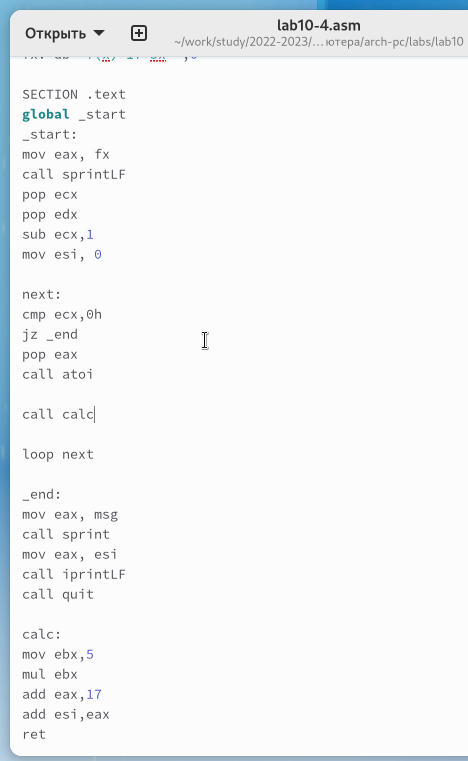 Открыть
lab10-4.asm
~/work/study/2022-2023/…ютера/arch-pc/labs/lab10
SECTION .text
global _start
_start:
mov eax, fx
call sprintLF
pop ecx
pop edx
sub ecx,1
mov esi, 0
next:
cmp ecx,0h
jz _end
pop eax
call atoi
call calc
loop next
_end:
mov eax, msg
call sprint
mov eax, esi
call iprintLF
call quit
calc:
mov ebx,5
mul ebx
add eax,17
add esi,eax
ret